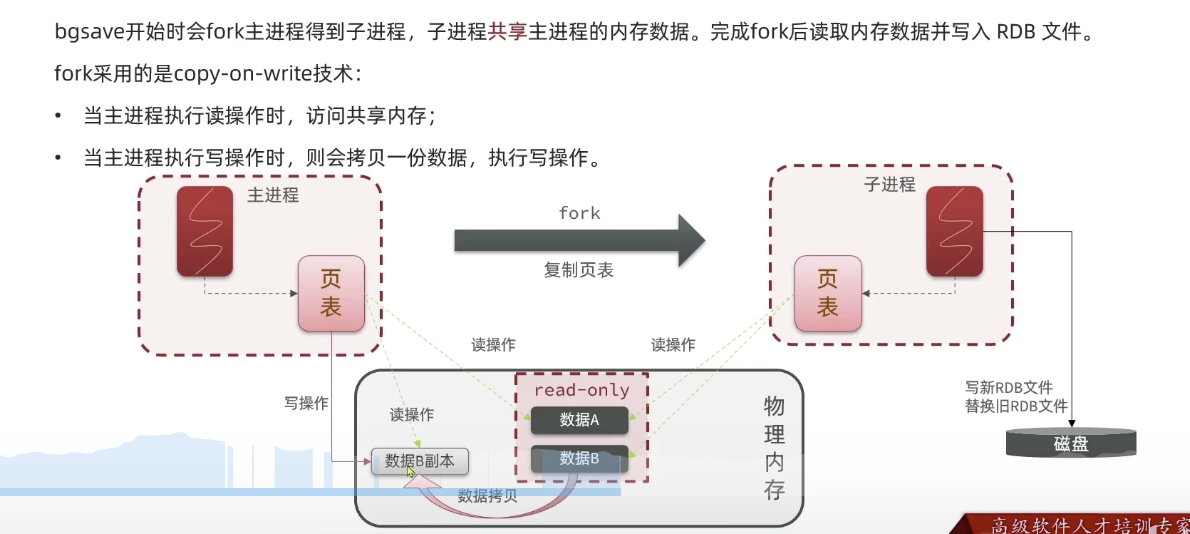 bgsave开始时会fork主进程得到子进程，子进程共享主进程的内存数据。完成fork后读取内存数据并写入 RDB 文件。
fork采用的是copy-on-write技术：
• 当主进程执行读操作时，访问共享内存；
• 当主进程执行写操作时，则会拷贝一份数据，执行写操作。
主进程
页表
fork
复制页表
子进程
页表
读操作
读操作
写操作
读操作
read-only
数据A
数据B
数据B副本
数据拷贝
物理内存
写新RDB文件
替换旧RDB文件
磁盘
高级软件人才培训专家